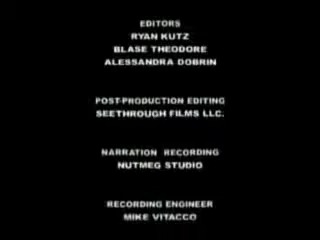 EDITORS
RYAN KUTZ
BLASE THEODORE
ALESSANDRA DOBRIN
POST-PRODUCTION EDITING
SEETHROUGH FILMS LLC.
NARRATION RECORDING
NUTMEG STUDIO
RECORDING ENGINEER
MIKE VITACCO